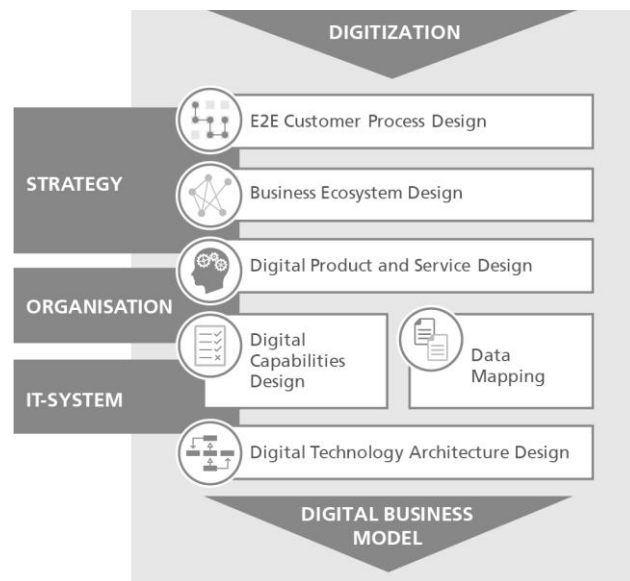 DIGITIZATION
E2E Customer Process Design
STRATEGY
Business Ecosystem Design
Digital Product and Service Design
ORGANISATION
Digital
Capabilities
Design
Data
Mapping
IT-SYSTEM
Digital Technology Architecture Design
DIGITAL BUSINESS
MODEL